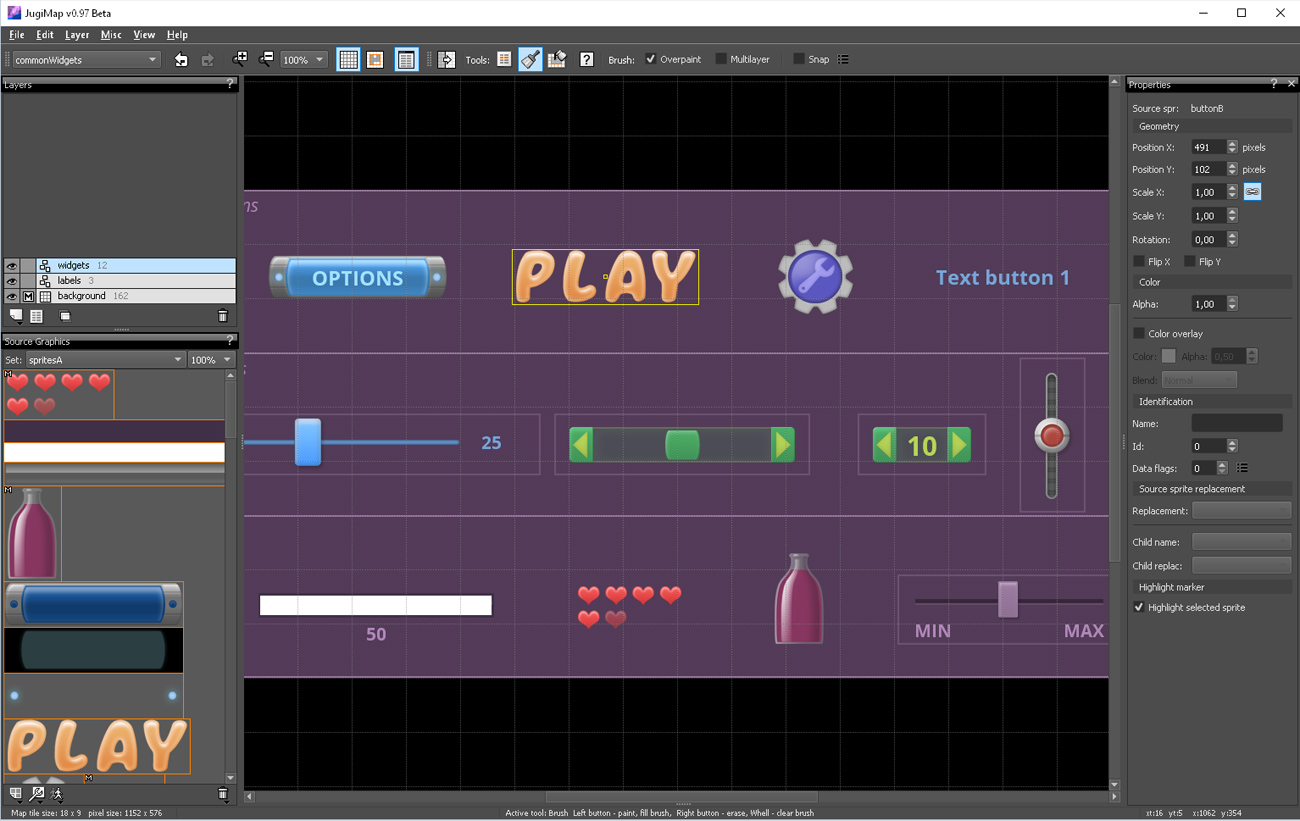 JugiMap v0.97 Beta
File Edit Layer Misc View Help
commonWidgets 100% Tools: ? Brush: Overpaint Multilayer Snap
Layers ?
widgets 12
labels 3
M background 162
Source Graphics ?
Set: spritesA 100%
M
M
PLAY
M
ns
OPTIONS PLAY Text button 1
s
25 10
50 MIN MAX
Properties ?
Source spr: buttonB
Geometry
Position X: 491 pixels
Position Y: 102 pixels
Scale X: 1,00
Scale Y: 1,00
Rotation: 0,00
Flip X Flip Y
Color
Alpha: 1,00
Color overlay
Color: Alpha: 0,50
Blend: Normal
Identification
Name:
Id: 0
Data flags: 0
Source sprite replacement
Replacement:
Child name:
Child replac:
Highlight marker
Highlight selected sprite
Map tile size: 18 x 9 pixel size: 1152 x 576 Active tool: Brush Left button - paint, fill brush, Right button - erase, Whell - clear brush xt:16 yt:5 x:1062 y:354